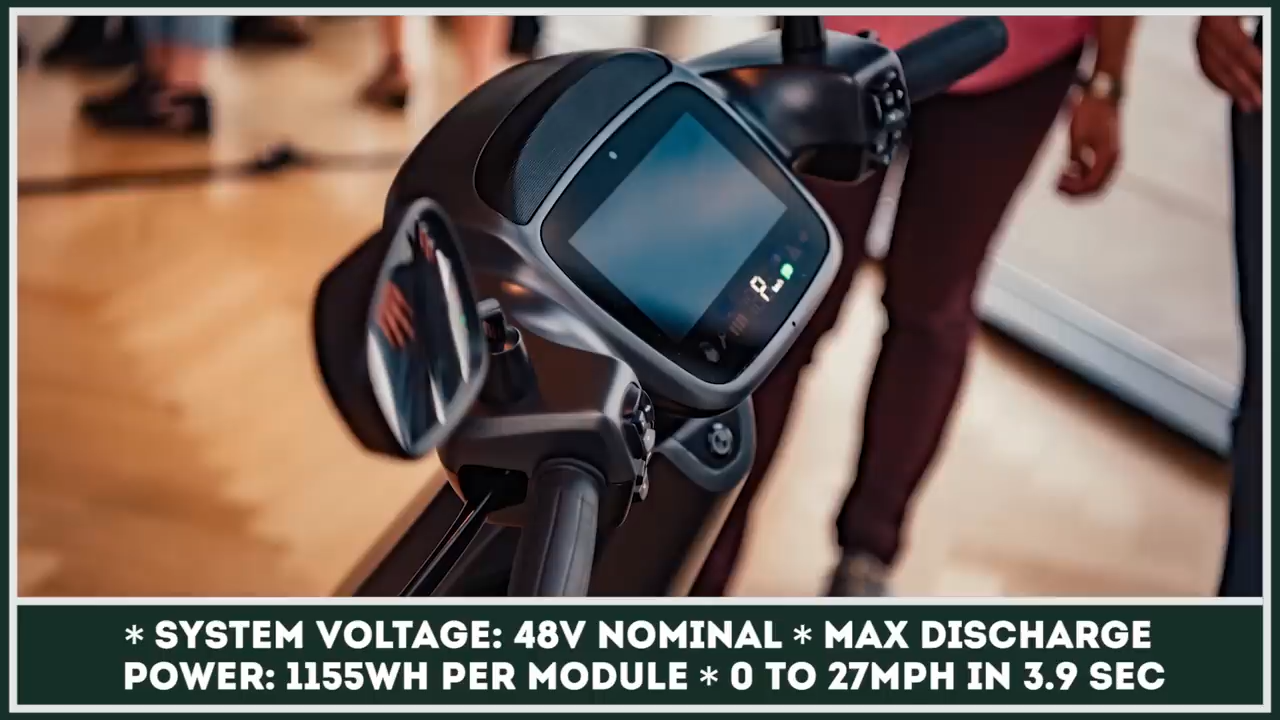 P
* SYSTEM VOLTAGE: 48V NOMINAL * MAX DISCHARGE
POWER: 1155WH PER MODULE * 0 TO 27MPH IN 3.9 SEC